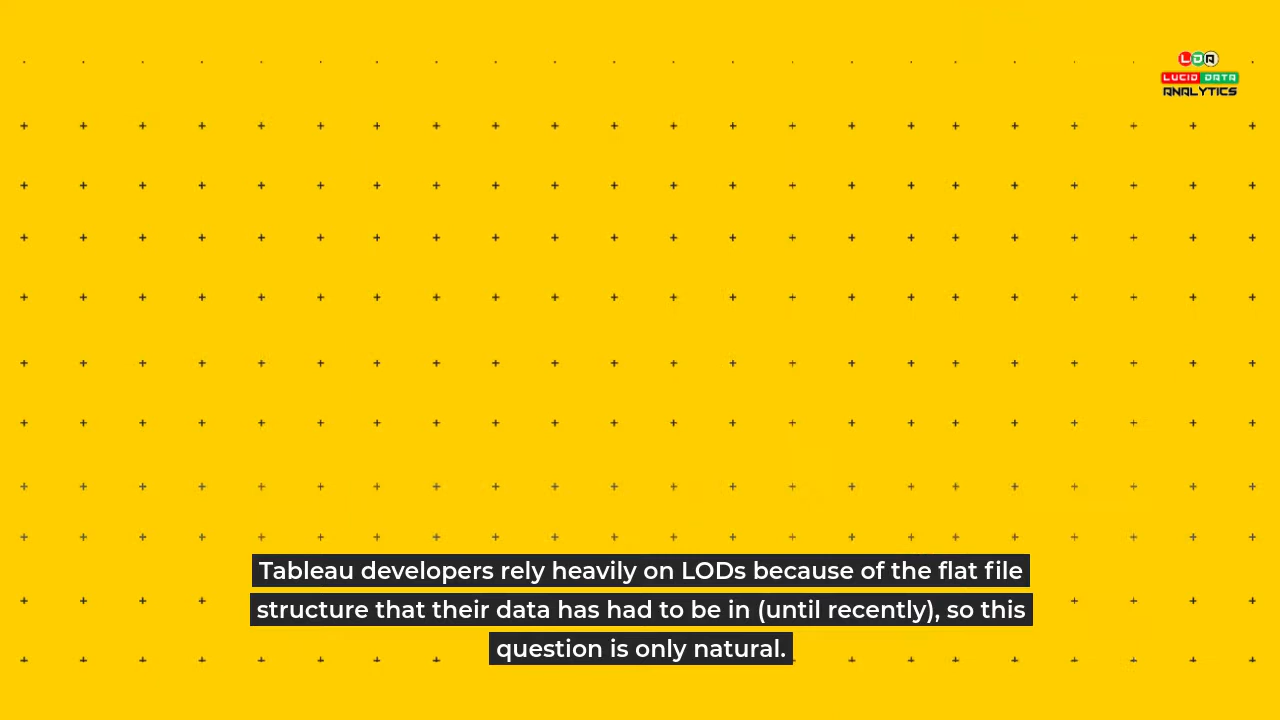 LDA
LUCID DATA
ANALYTICS
Tableau developers rely heavily on LODs because of the flat file
structure that their data has had to be in (until recently), so this
question is only natural.